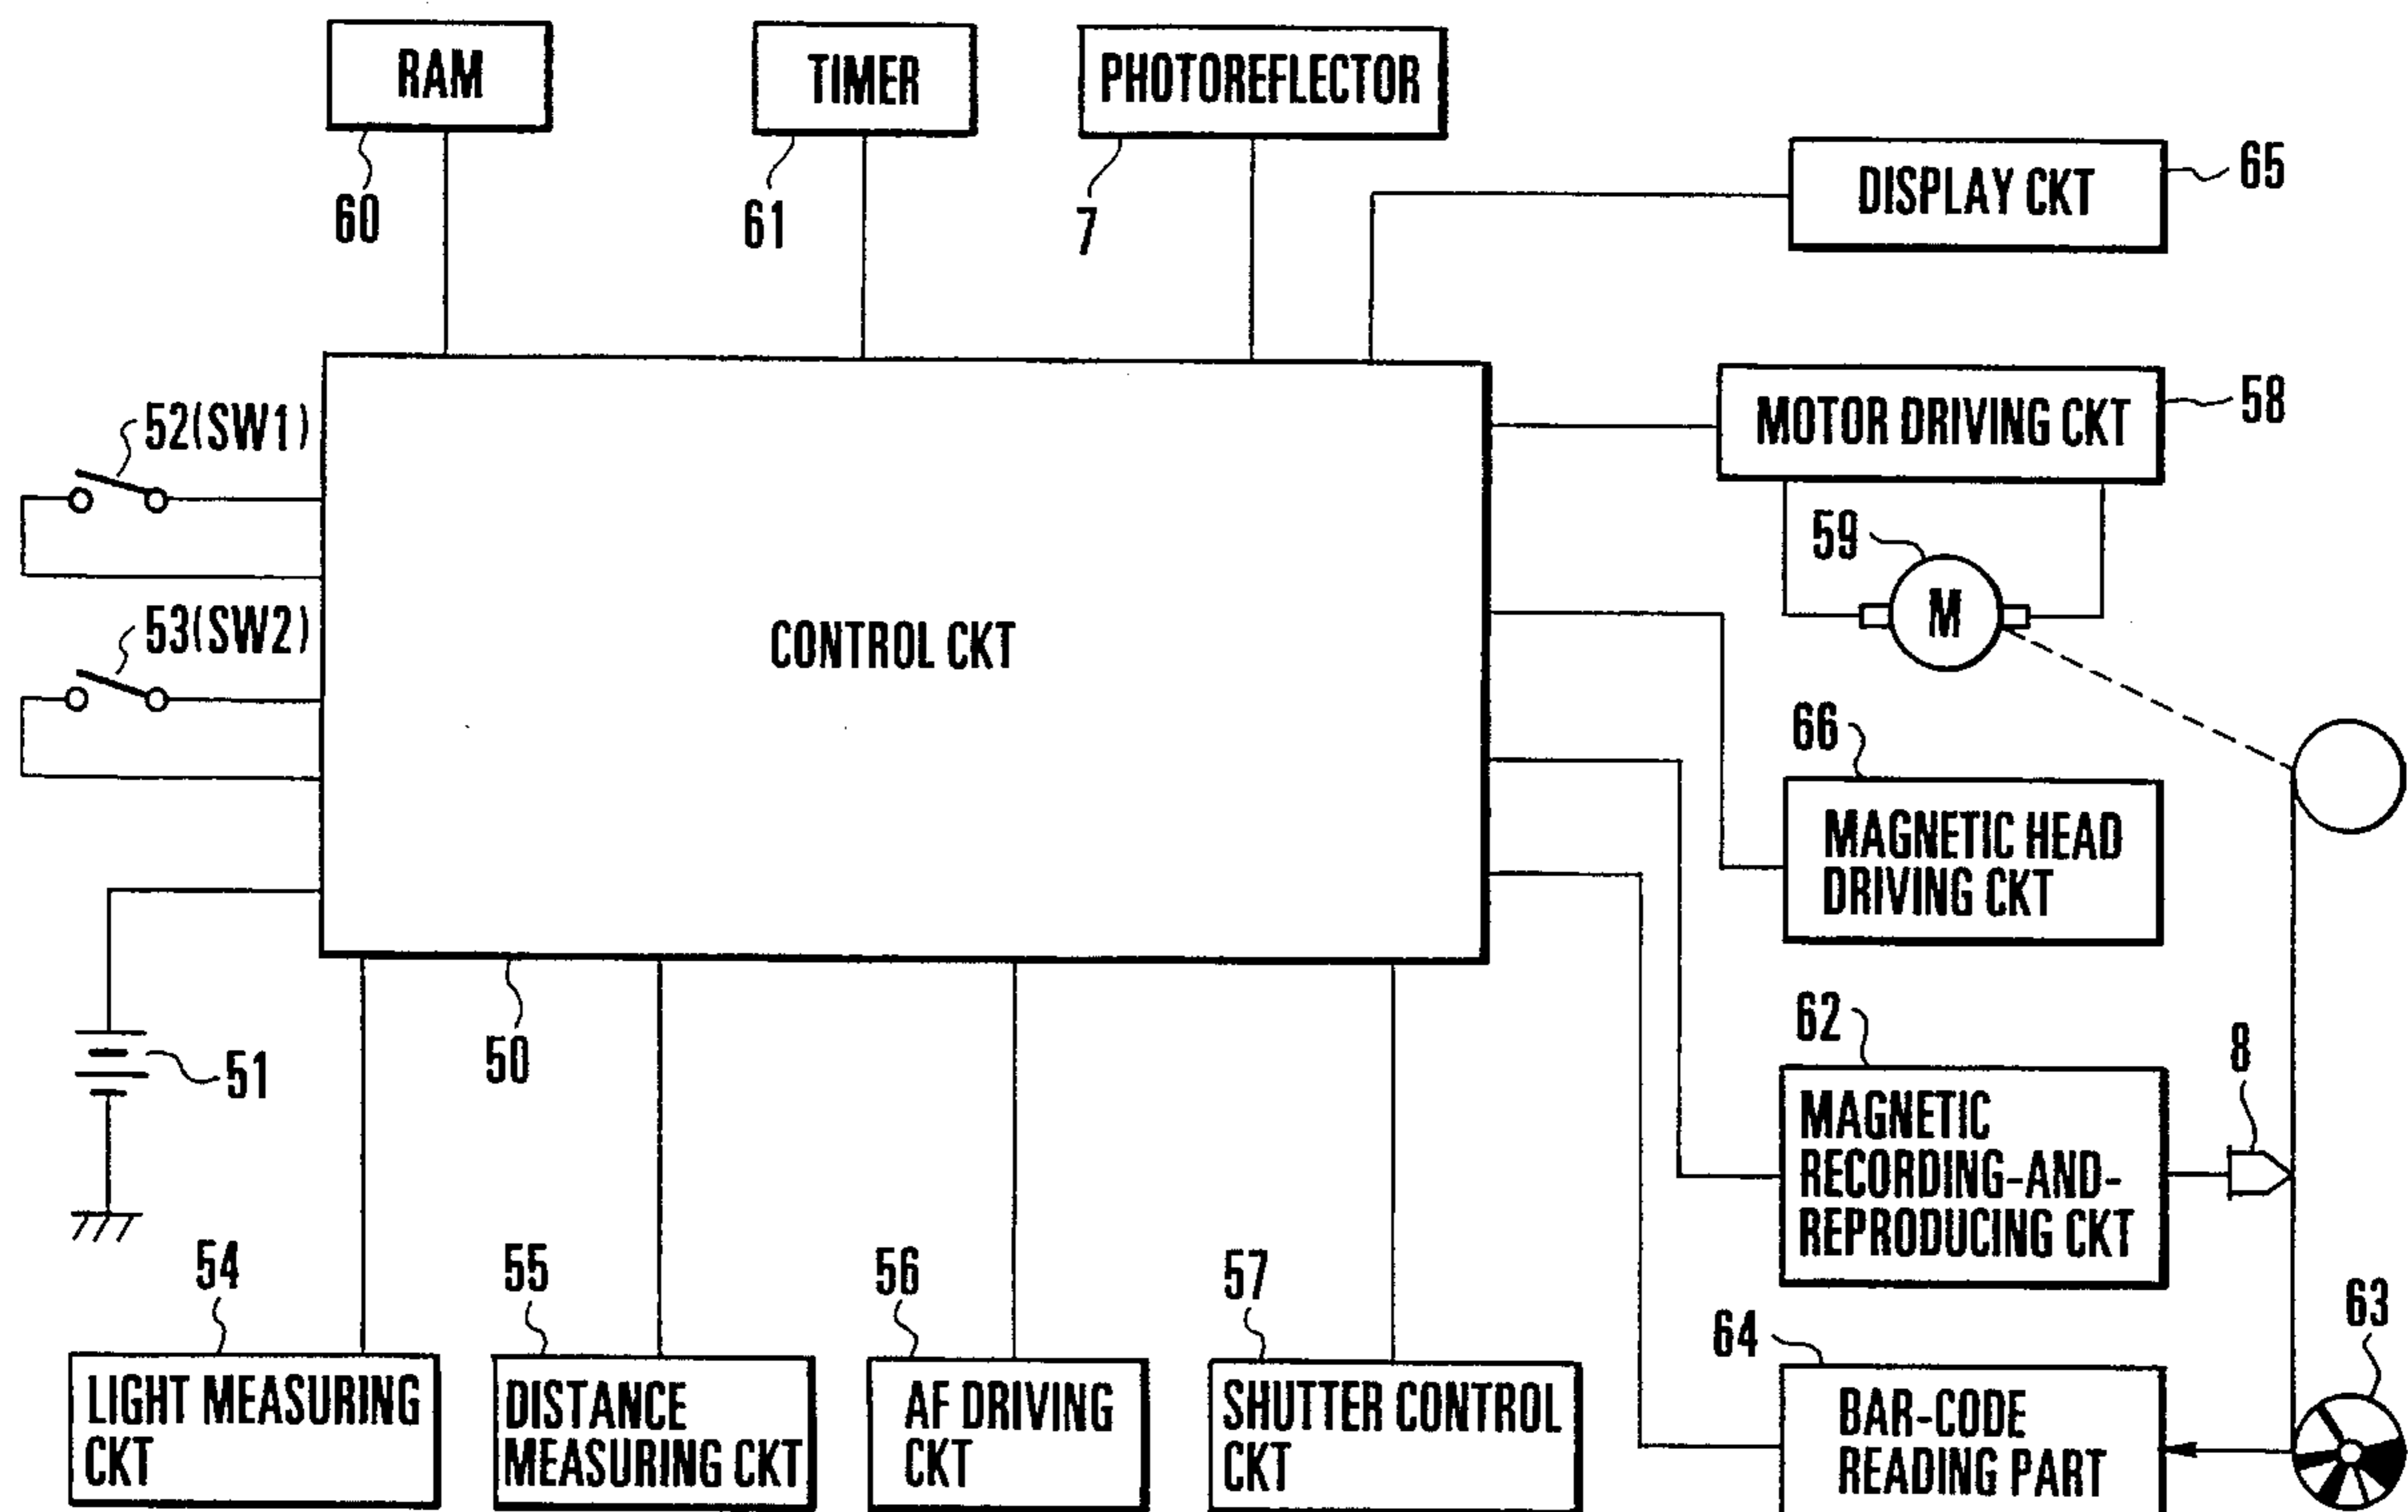 RAM
TIMER
PHOTOREFLECTOR
60
61
7
DISPLAY CKT
65
52(SW1)
53(SW2)
CONTROL CKT
MOTOR DRIVING CKT
58
59
M
66
MAGNETIC HEAD
DRIVING CKT
51
50
62
MAGNETIC
RECORDING-AND-
REPRODUCING CKT
8
54
LIGHT MEASURING
CKT
55
DISTANCE
MEASURING CKT
56
AF DRIVING
CKT
57
SHUTTER CONTROL
CKT
64
BAR-CODE
READING PART
63